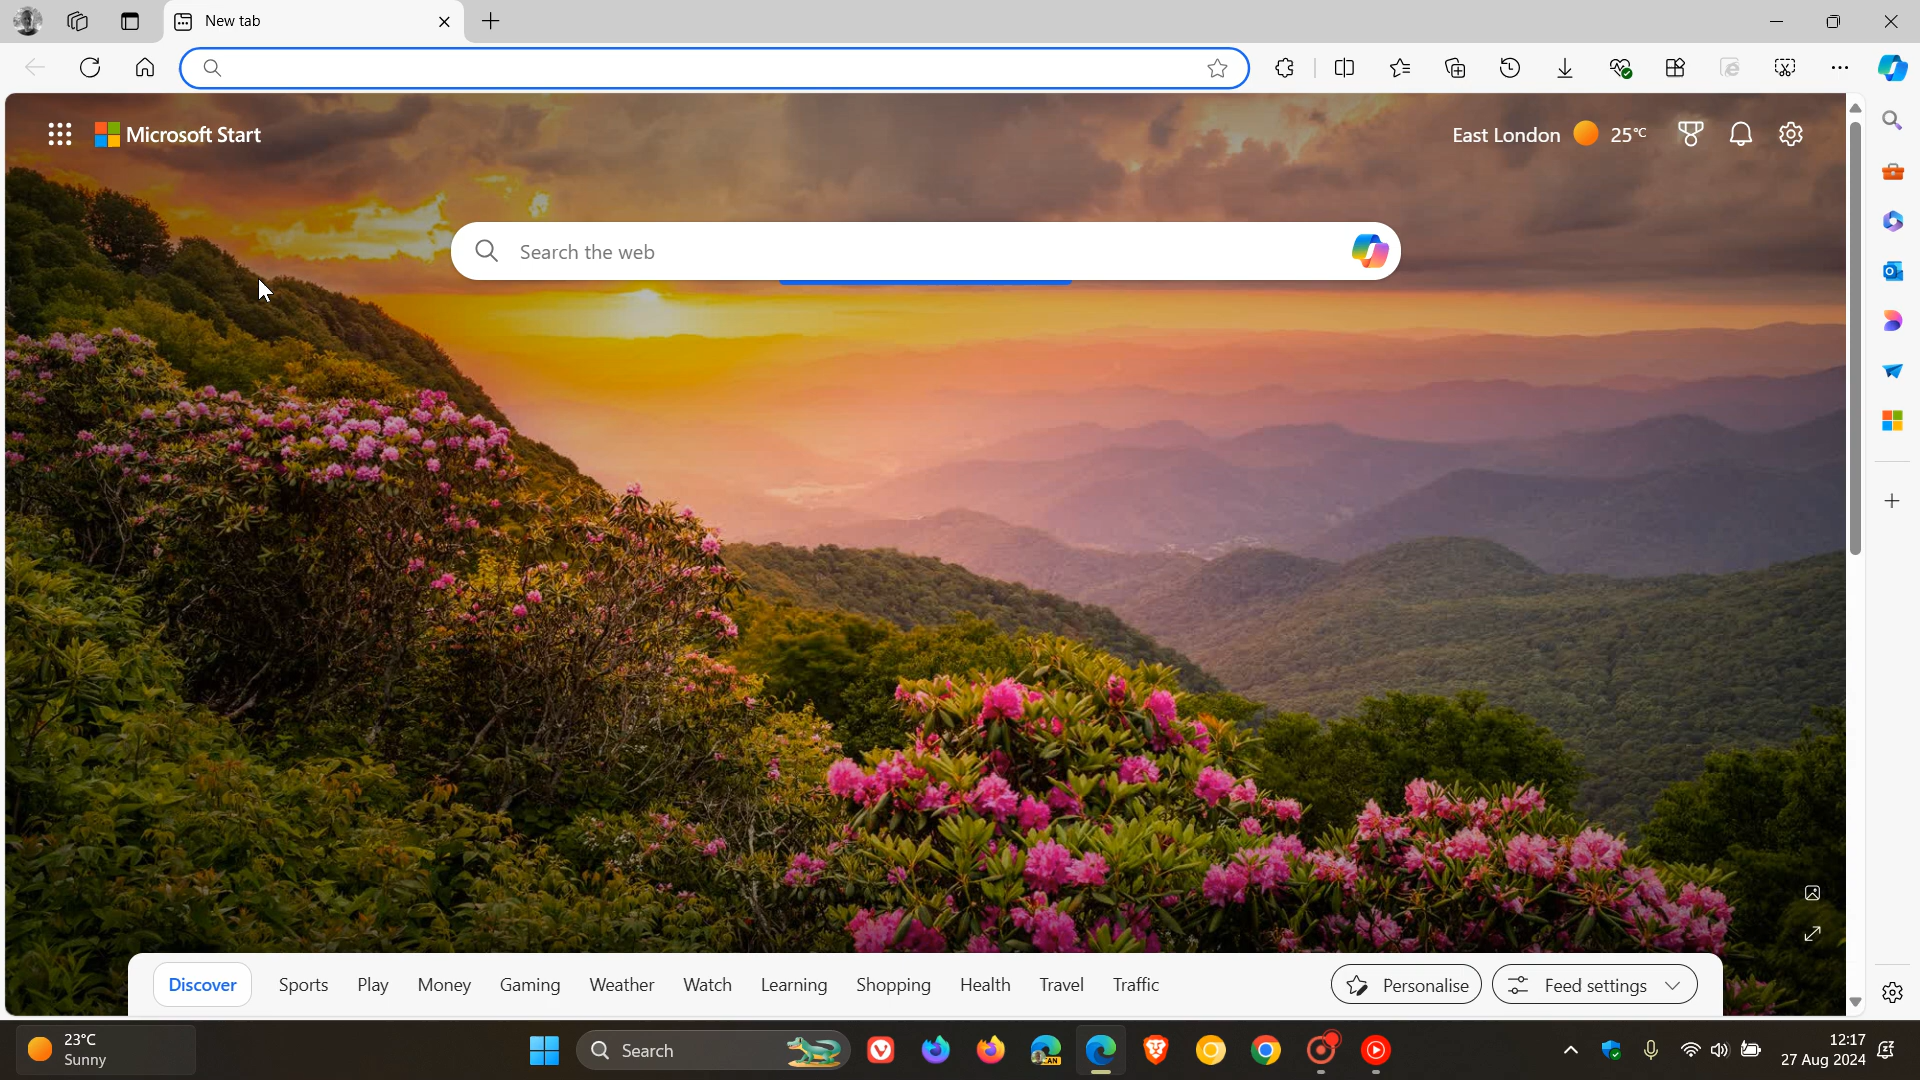 New tab
Microsoft Start
East London 25°C
Search the web
Discover Sports Play Money Gaming Weather Watch Learning Shopping Health Travel Traffic Personalise Feed settings
23°C
Sunny
Search
CAN
12:17
27 Aug 2024